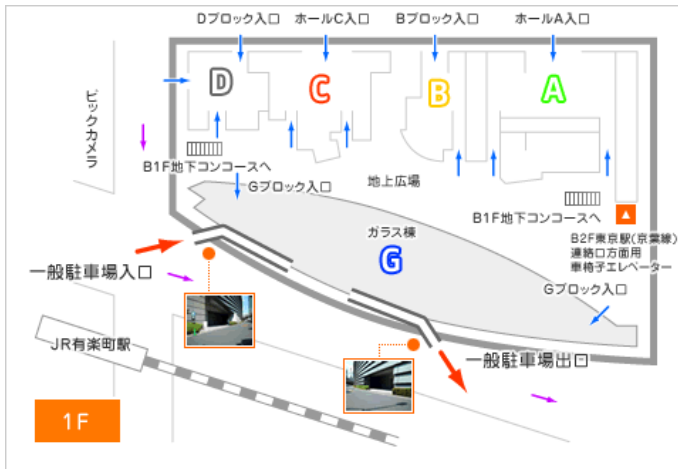 Dブロック入口
ホールC入口
Bブロック入口
ホールA入口
D
C
B
A
ビックカメラ
B1F地下コンコースへ
Gブロック入口
地上広場
B1F地下コンコースへ
ガラス棟
G
B2F東京駅(京葉線)
連絡口方面用
車椅子エレベーター
一般駐車場入口
Gブロック入口
JR有楽町駅
一般駐車場出口
1F